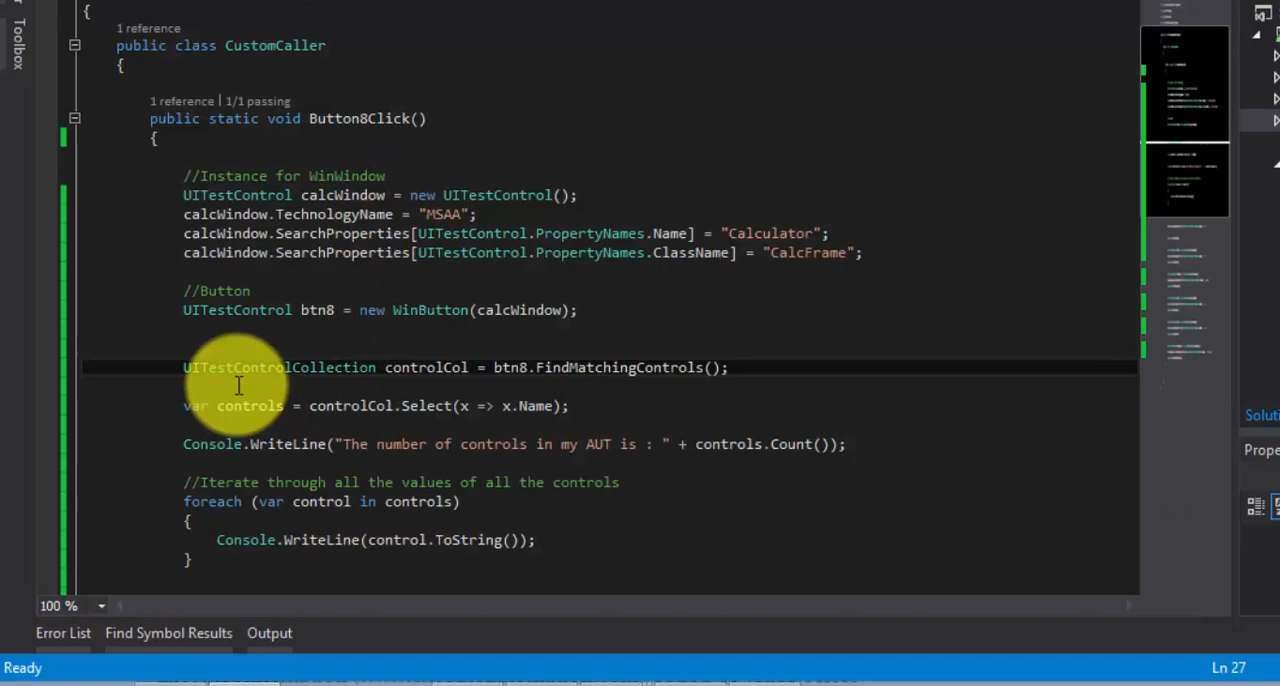 Toolbox
{
1 reference
public class CustomCaller
{
1 reference | 1/1 passing
public static void Button8Click()
{
//Instance for WinWindow
UITestControl calcWindow = new UITestControl();
calcWindow.TechnologyName = "MSAA";
calcWindow.SearchProperties[UITestControl.PropertyNames.Name] = "Calculator";
calcWindow.SearchProperties[UITestControl.PropertyNames.ClassName] = "CalcFrame";
//Button
UITestControl btn8 = new WinButton(calcWindow);
UITestControlCollection controlCol = btn8.FindMatchingControls();
var controls = controlCol.Select(x => x.Name);
Console.WriteLine("The number of controls in my AUT is : " + controls.Count());
//Iterate through all the values of all the controls
foreach (var control in controls)
{
Console.WriteLine(control.ToString());
}
Soluti
Prope
100 %
Error List Find Symbol Results Output
Ready Ln 27